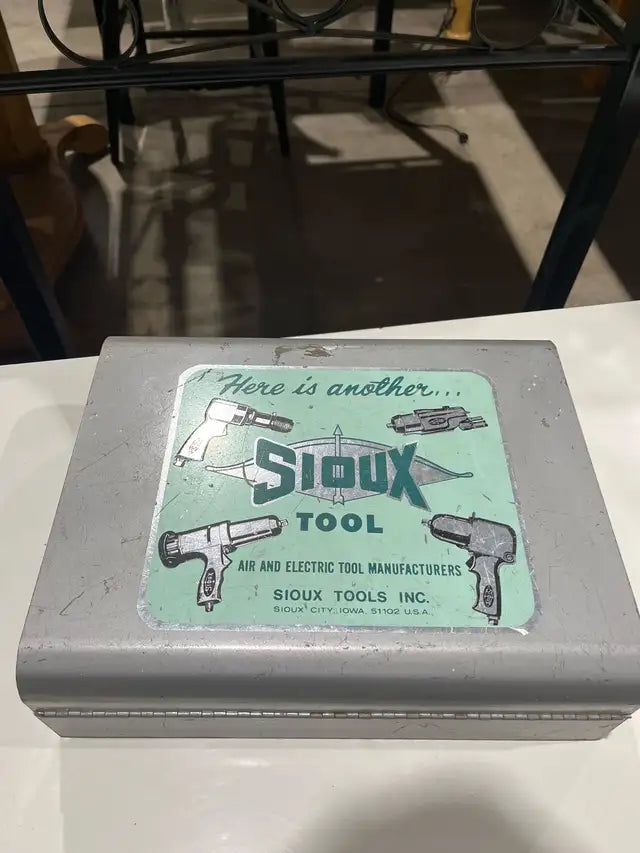 Here is another...
SIOUX
TOOL
AIR AND ELECTRIC TOOL MANUFACTURERS
SIOUX TOOLS INC.
SIOUX CITY, IOWA, 51102 U.S.A.